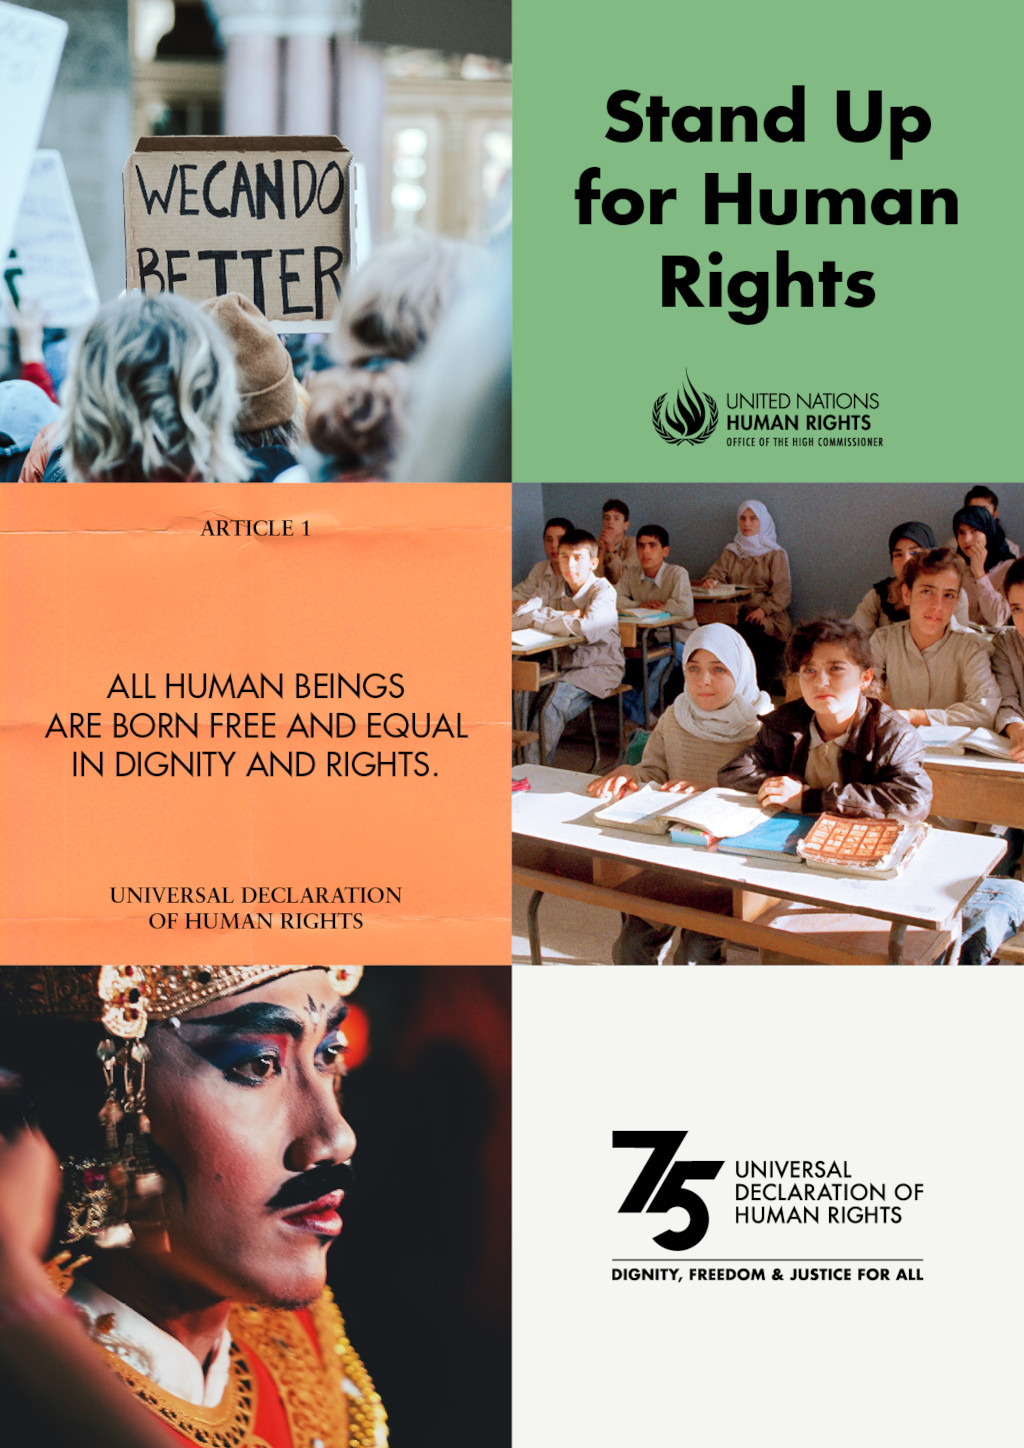 WE CAN DO
BETTER
Stand Up
for Human
Rights
UNITED NATIONS
HUMAN RIGHTS
OFFICE OF THE HIGH COMMISSIONER
ARTICLE 1
ALL HUMAN BEINGS
ARE BORN FREE AND EQUAL
IN DIGNITY AND RIGHTS.
UNIVERSAL DECLARATION
OF HUMAN RIGHTS
75
UNIVERSAL
DECLARATION OF
HUMAN RIGHTS
DIGNITY, FREEDOM & JUSTICE FOR ALL